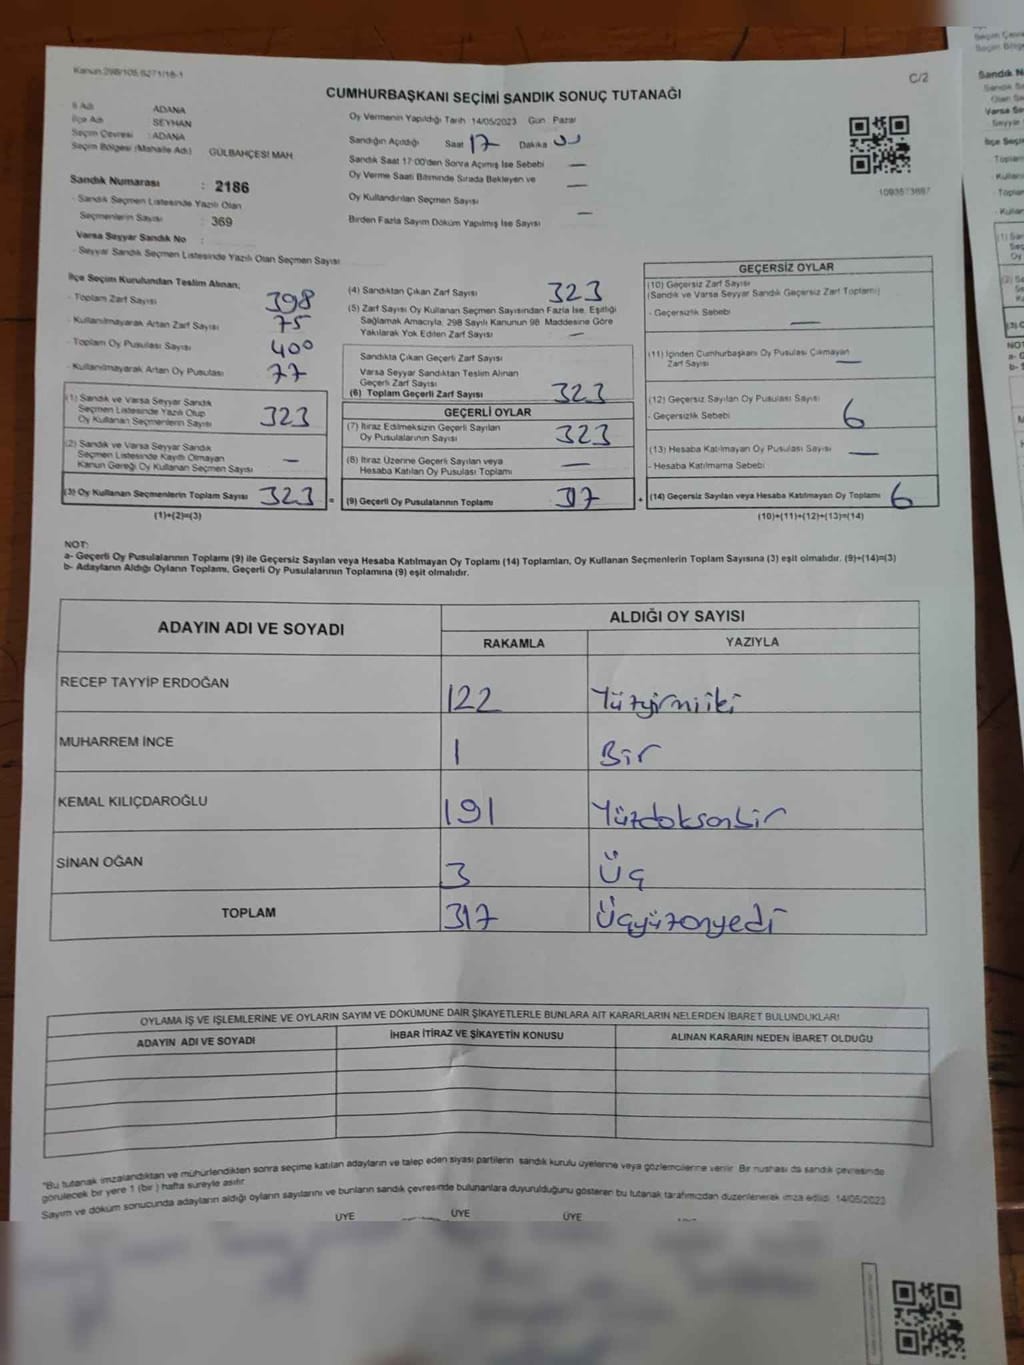 Kanun 298/105 5271/16-1
C/2
CUMHURBAŞKANI SEÇİMİ SANDIK SONUÇ TUTANAĞI
İl Adı ADANA
İlçe Adı SEYHAN
Seçim Çevresi : ADANA
Seçim Bölgesi (Mahalle Adı) GÜLBAHÇESİ MAH.
Sandık Numarası : 2186
- Sandık Seçmen Listesinde Yazılı Olan
Seçmenlerin Sayısı : 369
Varsa Seyyar Sandık No :
- Seyyar Sandık Seçmen Listesinde Yazılı Olan Seçmen Sayısı
Oy Vermenin Yapıldığı Tarih 14/05/2023 Gün : Pazar
Sandığın Açıldığı Saat 17 Dakika
Sandık Saat 17:00'den Sonra Açılmış İse Sebebi —
Oy Verme Saati Bitiminde Sırada Bekleyen ve
Oy Kullandırılan Seçmen Sayısı —
Birden Fazla Sayım Döküm Yapılmış İse Sayısı —
İlçe Seçim Kurulundan Teslim Alınan;
- Toplam Zarf Sayısı 398
- Kullanılmayarak Artan Zarf Sayısı 75
- Toplam Oy Pusulası Sayısı 400
- Kullanılmayarak Artan Oy Pusulası 77
(1) Sandık ve Varsa Seyyar Sandık
Seçmen Listesinde Yazılı Olup
Oy Kullanan Seçmenlerin Sayısı 323
(2) Sandık ve Varsa Seyyar Sandık
Seçmen Listesinde Kayıtlı Olmayan
Kanun Gereği Oy Kullanan Seçmen Sayısı —
(3) Oy Kullanan Seçmenlerin Toplam Sayısı 323 =
(1)+(2)=(3)
(4) Sandıktan Çıkan Zarf Sayısı 323
(5) Zarf Sayısı Oy Kullanan Seçmen Sayısından Fazla İse, Eşitliği
Sağlamak Amacıyla, 298 Sayılı Kanunun 98. Maddesine Göre
Yakılarak Yok Edilen Zarf Sayısı —
Sandıkta Çıkan Geçerli Zarf Sayısı
Varsa Seyyar Sandıktan Teslim Alınan
Geçerli Zarf Sayısı
(6) Toplam Geçerli Zarf Sayısı 323
GEÇERLİ OYLAR
(7) İtiraz Edilmeksizin Geçerli Sayılan
Oy Pusulalarının Sayısı 323
(8) İtiraz Üzerine Geçerli Sayılan veya
Hesaba Katılan Oy Pusulası Toplamı —
(9) Geçerli Oy Pusulalarının Toplamı 317 +
GEÇERSİZ OYLAR
(10) Geçersiz Zarf Sayısı
(Sandık ve Varsa Seyyar Sandık Geçersiz Zarf Toplamı)
- Geçersizlik Sebebi —
(11) İçinden Cumhurbaşkanı Oy Pusulası Çıkmayan
Zarf Sayısı —
(12) Geçersiz Sayılan Oy Pusulası Sayısı
- Geçersizlik Sebebi 6
(13) Hesaba Katılmayan Oy Pusulası Sayısı —
- Hesaba Katılmama Sebebi
(14) Geçersiz Sayılan veya Hesaba Katılmayan Oy Toplamı 6
(10)+(11)+(12)+(13)=(14)
NOT:
a- Geçerli Oy Pusulalarının Toplamı (9) ile Geçersiz Sayılan veya Hesaba Katılmayan Oy Toplamı (14) Toplamları, Oy Kullanan Seçmenlerin Toplam Sayısına (3) eşit olmalıdır. (9)+(14)=(3)
b- Adayların Aldığı Oyların Toplamı, Geçerli Oy Pusulalarının Toplamına (9) eşit olmalıdır.
ADAYIN ADI VE SOYADI ALDIĞI OY SAYISI
RAKAMLA YAZIYLA
RECEP TAYYİP ERDOĞAN 122 Yüzyirmiiki
MUHARREM İNCE 1 Bir
KEMAL KILIÇDAROĞLU 191 Yüzdoksanbir
SİNAN OĞAN 3 Üç
TOPLAM 317 Üçyüzonyedi
OYLAMA İŞ VE İŞLEMLERİNE VE OYLARIN SAYIM VE DÖKÜMÜNE DAİR ŞİKAYETLERLE BUNLARA AİT KARARLARIN NELERDEN İBARET BULUNDUKLARI
ADAYIN ADI VE SOYADI İHBAR İTİRAZ VE ŞİKAYETİN KONUSU ALINAN KARARIN NEDEN İBARET OLDUĞU
"Bu tutanak imzalandıktan ve mühürlendikten sonra seçime katılan adayların ve talep eden siyasi partilerin sandık kurulu üyelerine veya gözlemcilerine verilir. Bir nüshası da sandık çevresinde
görülecek bir yere 1 (bir) hafta süreyle asılır.
Sayım ve döküm sonucunda adayların aldığı oyların sayılarını ve bunların sandık çevresinde bulunanlara duyurulduğunu gösteren bu tutanak tarafımızdan düzenlenerek imza edildi. 14/05/2023
ÜYE ÜYE ÜYE